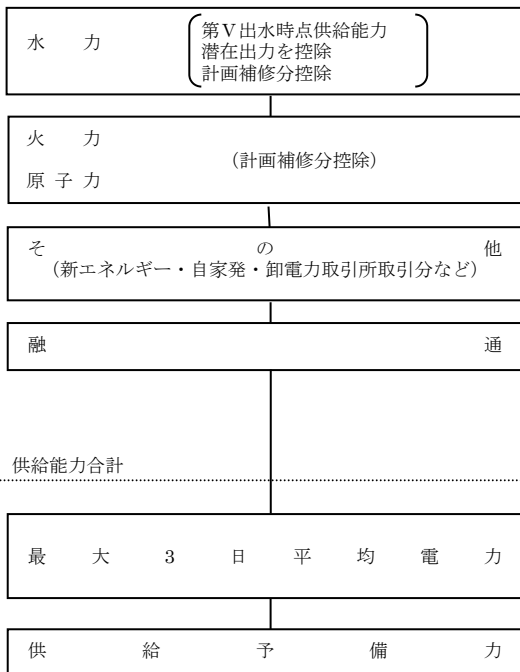 水 力
第Ⅴ出水時点供給能力
潜在出力を控除
計画補修分控除
火 力
(計画補修分控除)
原 子 力
そ の 他
(新エネルギー・自家発・卸電力取引所取引分など)
融 通
供給能力合計
最 大 3 日 平 均 電 力
供 給 予 備 力